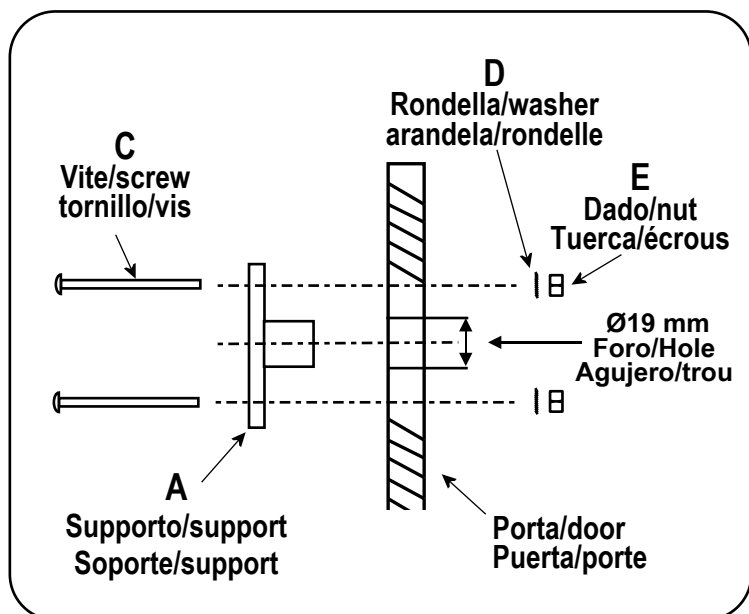 D
Rondella/washer
arandela/rondelle
C
Vite/screw
tornillo/vis
E
Dado/nut
Tuerca/écrous
Ø19 mm
Foro/Hole
Agujero/trou
A
Supporto/support
Soporte/support
Porta/door
Puerta/porte